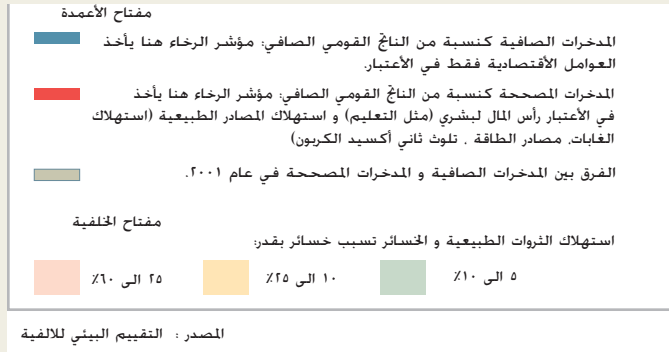 مفتاح الأعمدة
المدخرات الصافية كنسبة من الناتج القومي الصافي: مؤشر الرخاء هنا يأخذ
العوامل الأقتصادية فقط في الأعتبار.
المدخرات المصححة كنسبة من الناتج القومي الصافي: مؤشر الرخاء هنا يأخذ
في الأعتبار رأس المال لبشري (مثل التعليم) و استهلاك المصادر الطبيعية (استهلاك
الغابات. مصادر الطاقة . تلوث ثاني أكسيد الكربون)
الفرق بين المدخرات الصافية و المدخرات المصححة في عام ٢٠٠١.
مفتاح الخلفية
استهلاك الثروات الطبيعية و الخسائر تسبب خسائر بقدر:
٥ الى ١٠٪ ١٠ الى ٢٥٪ ٢٥ الى ٦٠٪
المصدر : التقييم البيئي للالفية